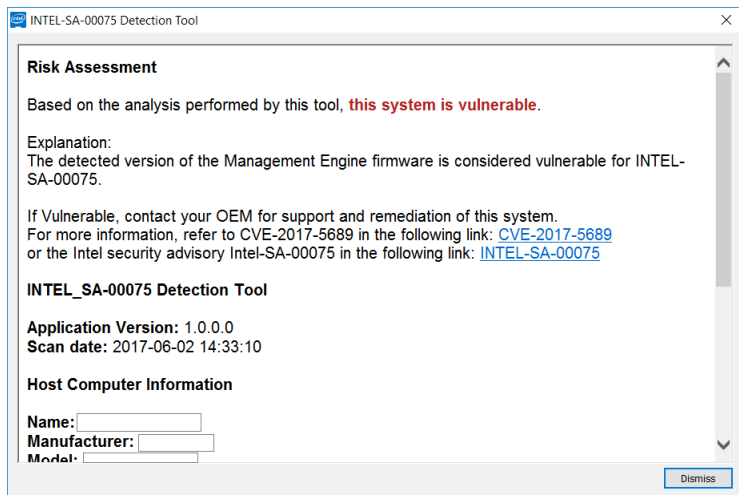 INTEL-SA-00075 Detection Tool
Risk Assessment
Based on the analysis performed by this tool, this system is vulnerable.
Explanation:
The detected version of the Management Engine firmware is considered vulnerable for INTEL-
SA-00075.
If Vulnerable, contact your OEM for support and remediation of this system.
For more information, refer to CVE-2017-5689 in the following link: CVE-2017-5689
or the Intel security advisory Intel-SA-00075 in the following link: INTEL-SA-00075
INTEL_SA-00075 Detection Tool
Application Version: 1.0.0.0
Scan date: 2017-06-02 14:33:10
Host Computer Information
Name:
Manufacturer:
Model:
Dismiss